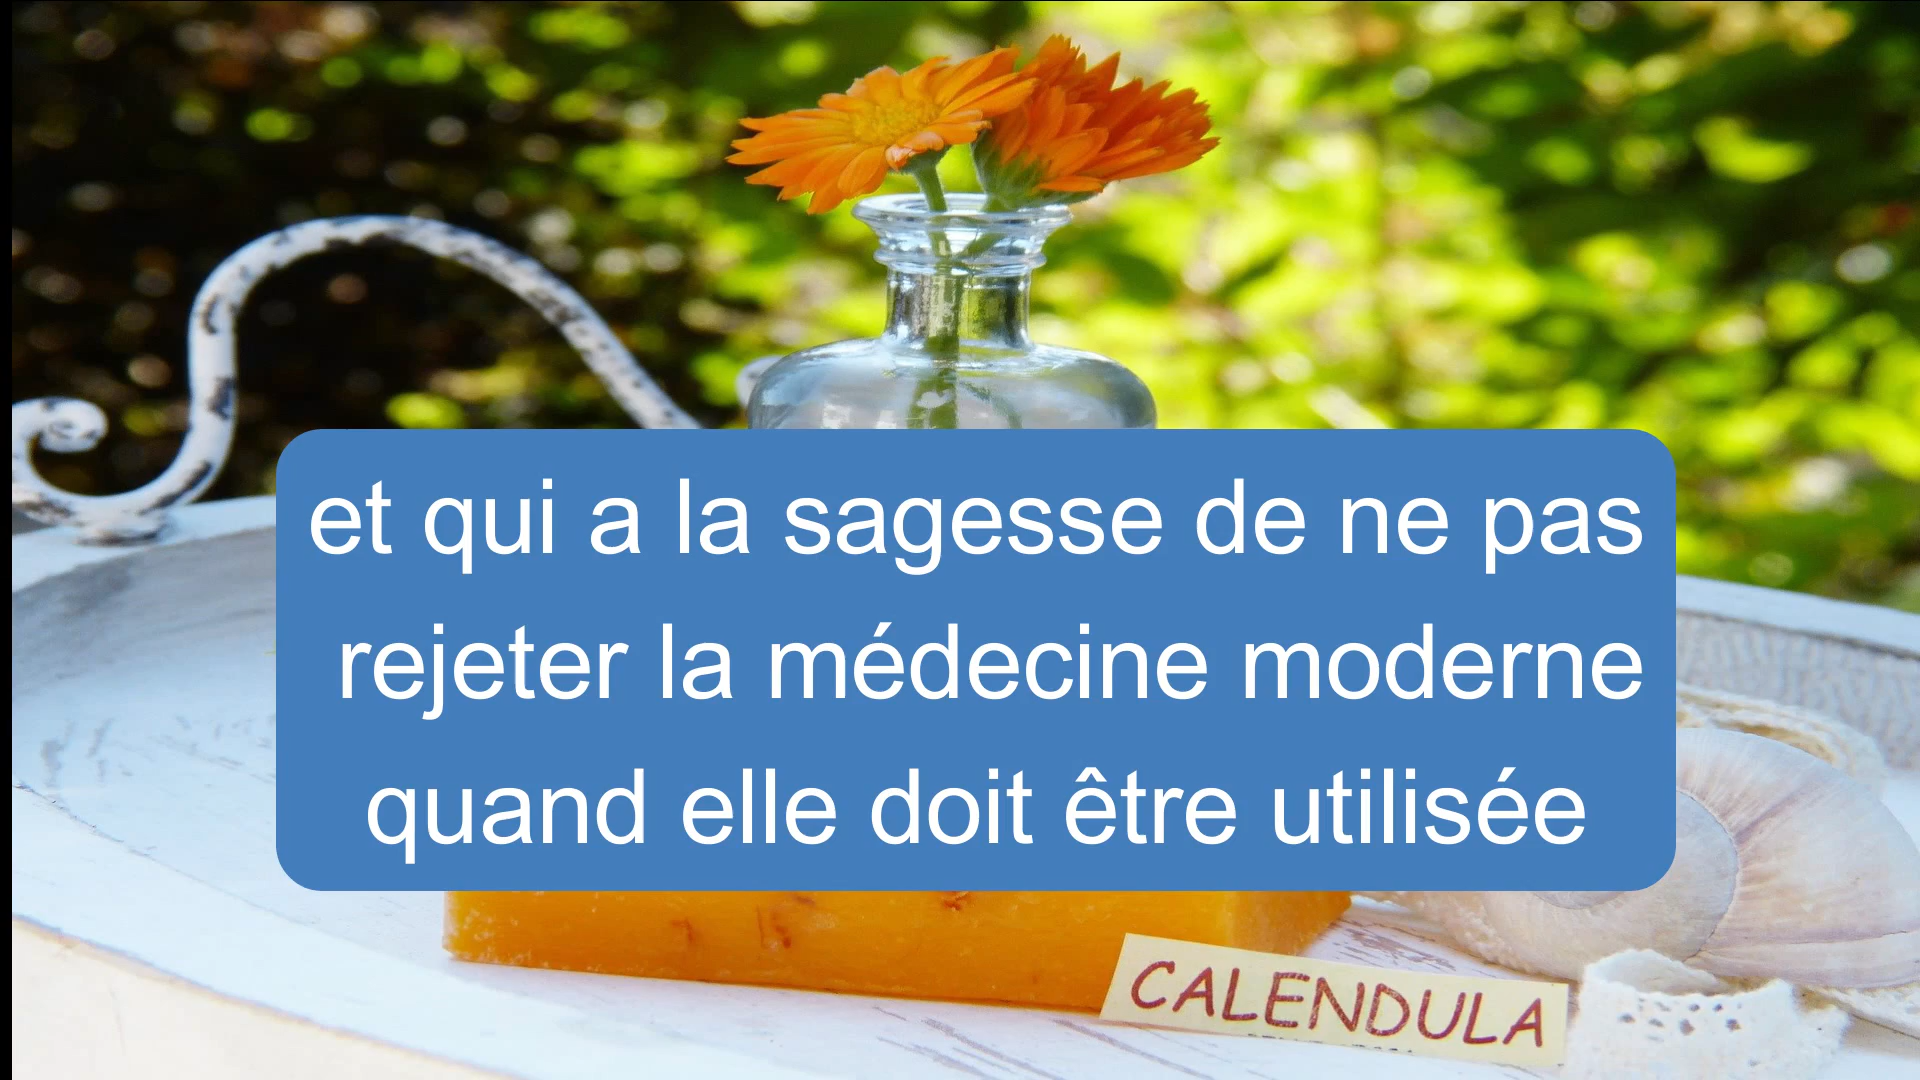 et qui a la sagesse de ne pas
rejeter la médecine moderne
quand elle doit être utilisée
CALENDULA